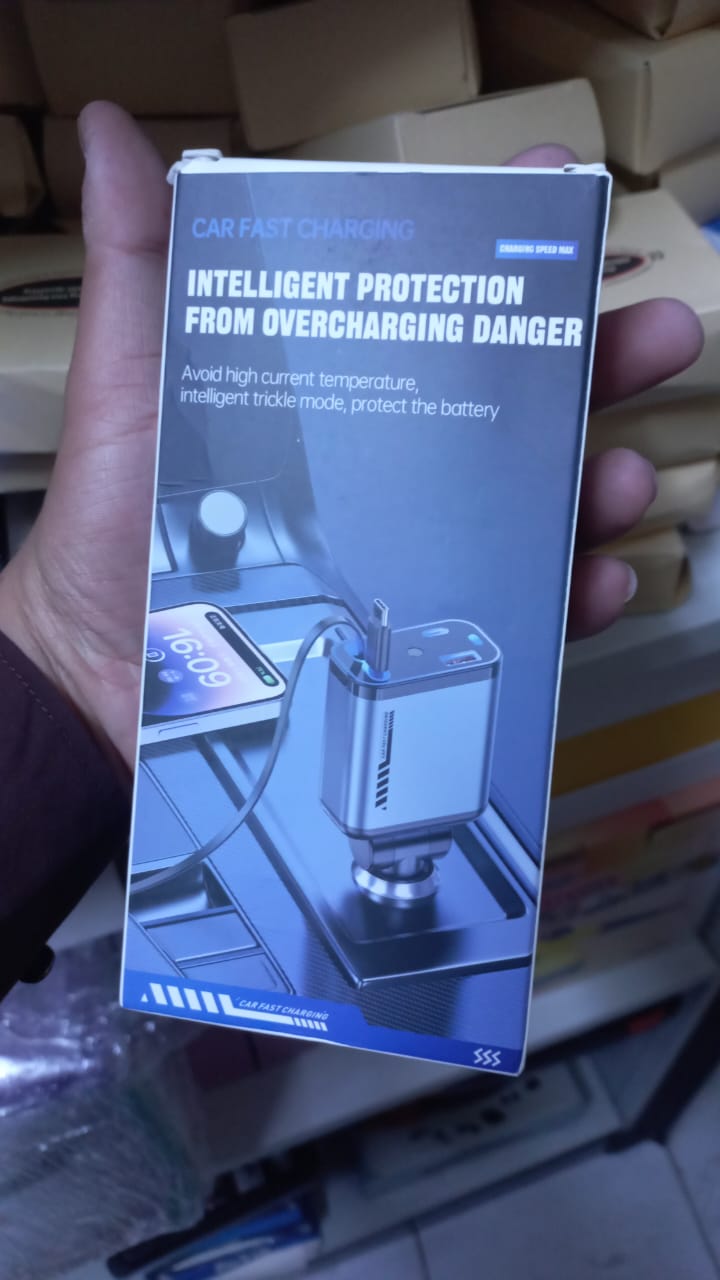 CAR FAST CHARGING
CHARGING SPEED MAX
INTELLIGENT PROTECTION
FROM OVERCHARGING DANGER
Avoid high current temperature,
intelligent trickle mode, protect the battery
16:09
CAR FAST CHARGING
SSS